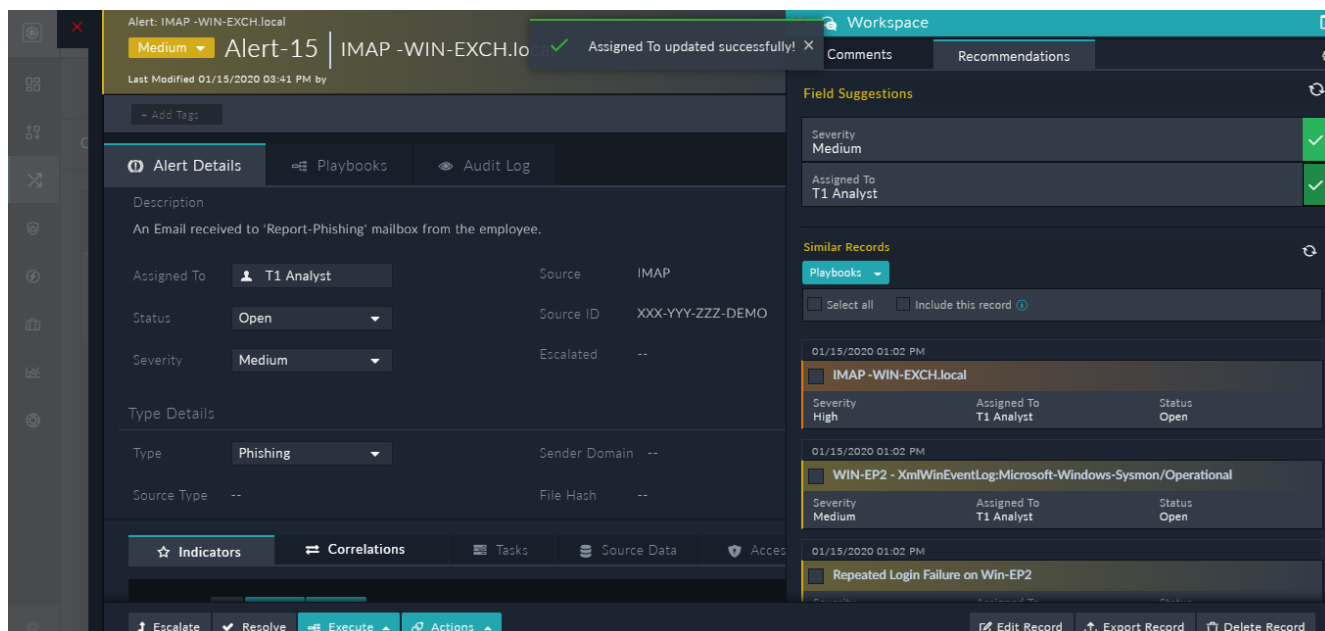 Alert: IMAP -WIN-EXCH.local
Medium Alert-15 IMAP -WIN-EXCH.lo
Last Modified 01/15/2020 03:41 PM by
Assigned To updated successfully!
+ Add Tags
Alert Details Playbooks Audit Log
Description
An Email received to 'Report-Phishing' mailbox from the employee.
Assigned To T1 Analyst Source IMAP
Status Open Source ID XXX-YYY-ZZZ-DEMO
Severity Medium Escalated --
Type Details
Type Phishing Sender Domain --
Source Type -- File Hash --
Indicators Correlations Tasks Source Data Acces
Escalate Resolve Execute Actions Edit Record Export Record Delete Record
Workspace
Comments Recommendations
Field Suggestions
Severity
Medium
Assigned To
T1 Analyst
Similar Records
Playbooks
Select all Include this record
01/15/2020 01:02 PM
IMAP -WIN-EXCH.local
Severity Assigned To Status
High T1 Analyst Open
01/15/2020 01:02 PM
WIN-EP2 - XmlWinEventLog:Microsoft-Windows-Sysmon/Operational
Severity Assigned To Status
Medium T1 Analyst Open
01/15/2020 01:02 PM
Repeated Login Failure on Win-EP2